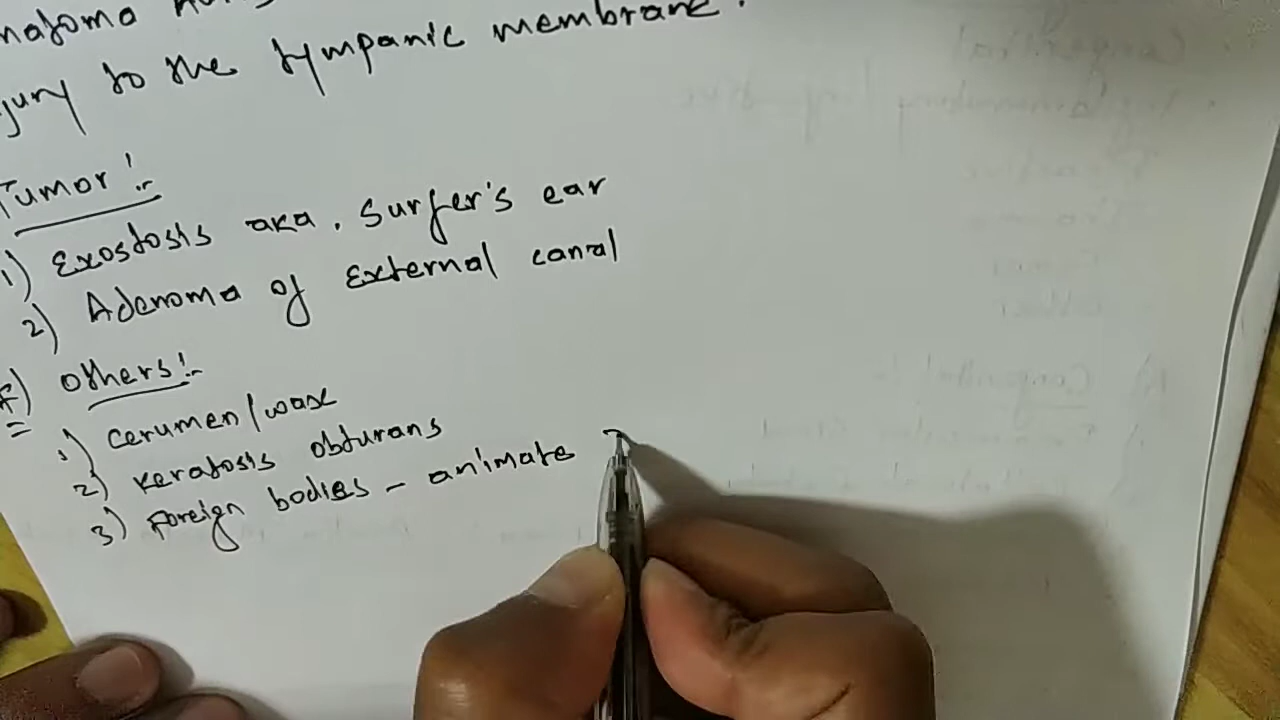 injury to the tympanic membrane.
Tumor :-
1) Exostosis aka. Surfer's ear
2) Adenoma of External canal
F) Others :-
1) Cerumen/wax
2) Keratosis obturans
3) Foreign bodies - animate